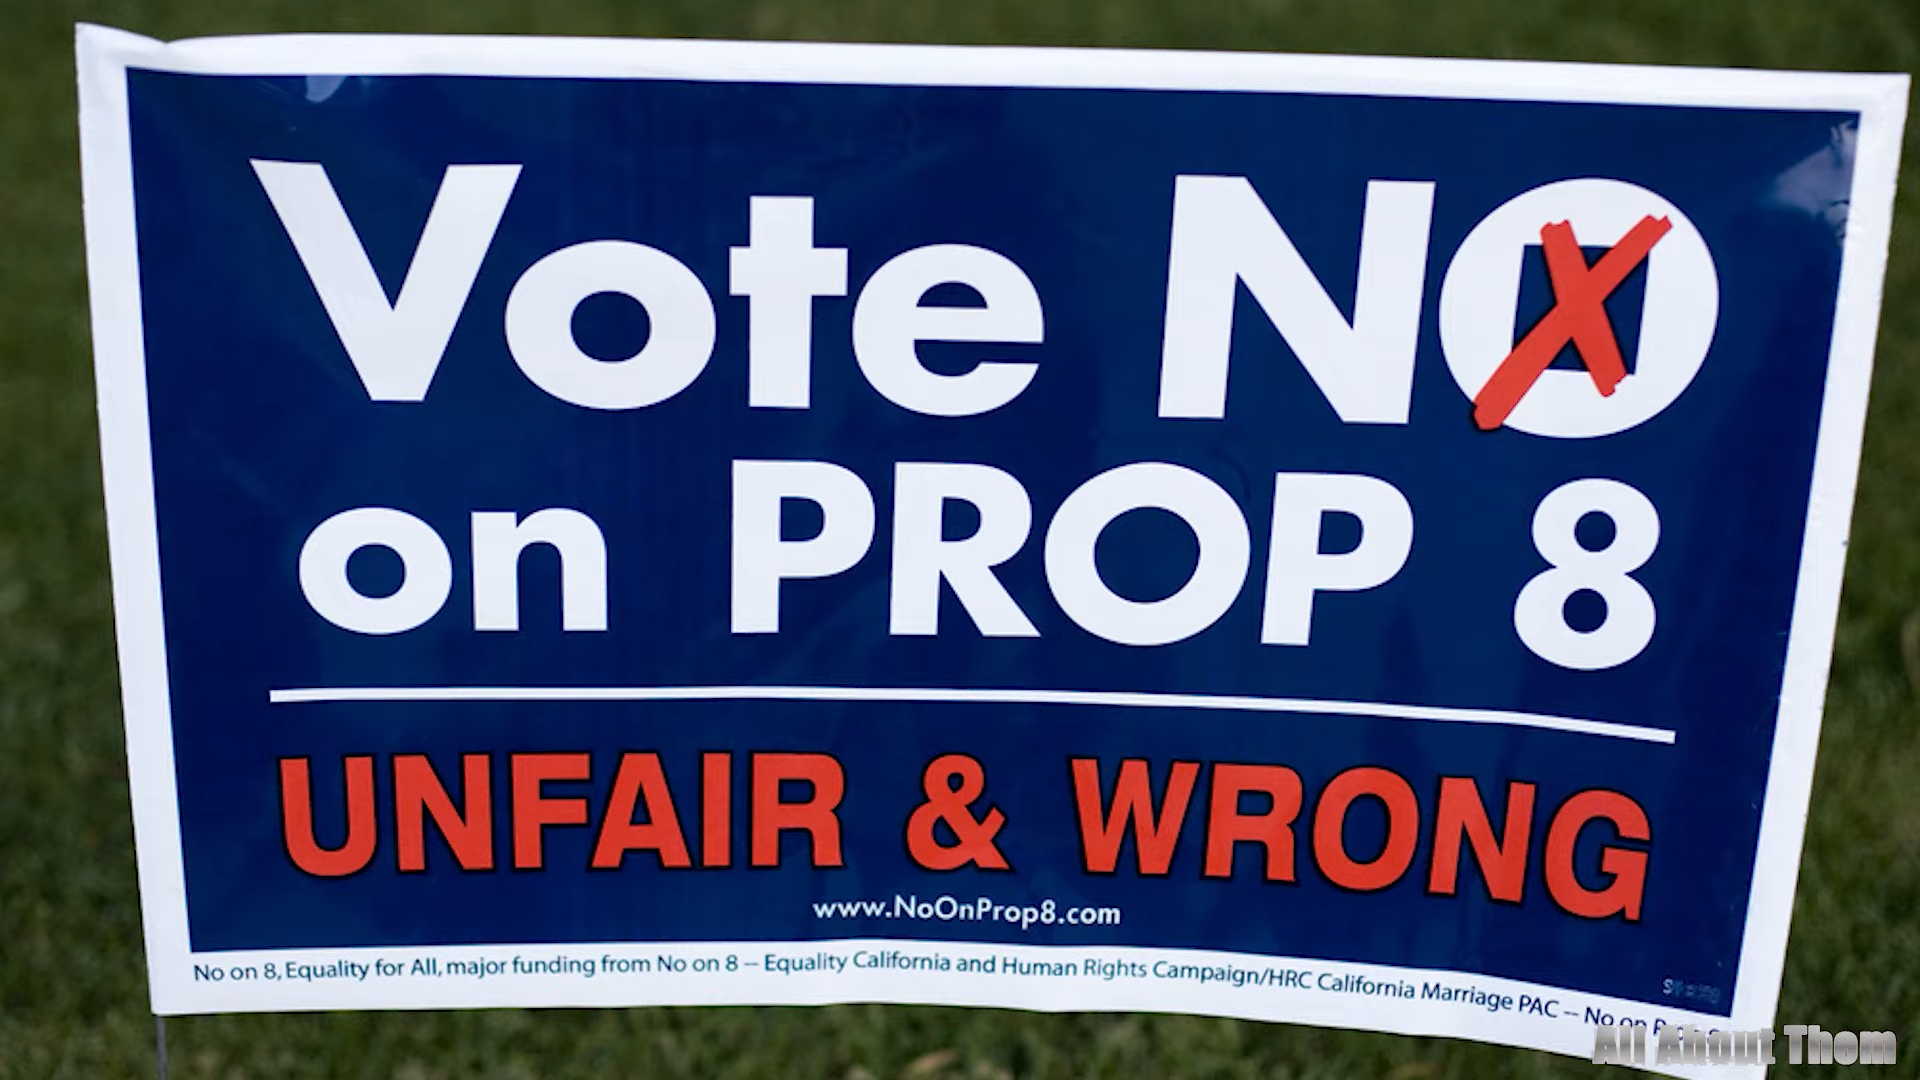 Vote NO
on PROP 8
UNFAIR & WRONG
www.NoOnProp8.com
No on 8, Equality for All, major funding from No on 8 -- Equality California and Human Rights Campaign/HRC California Marriage PAC -- No on
All About Them